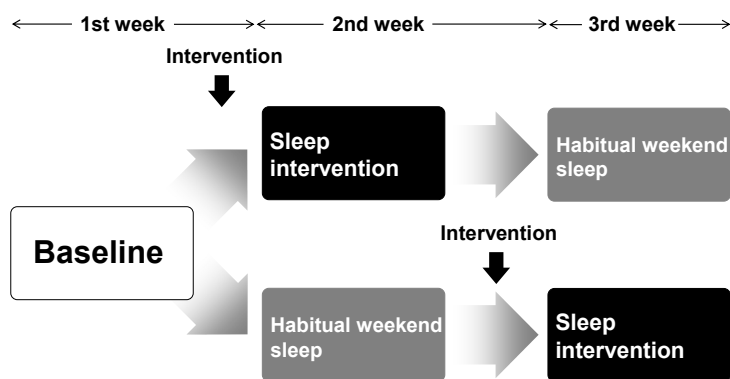 1st week 2nd week 3rd week
Intervention
Sleep
intervention
Habitual weekend
sleep
Baseline
Intervention
Habitual weekend
sleep
Sleep
intervention